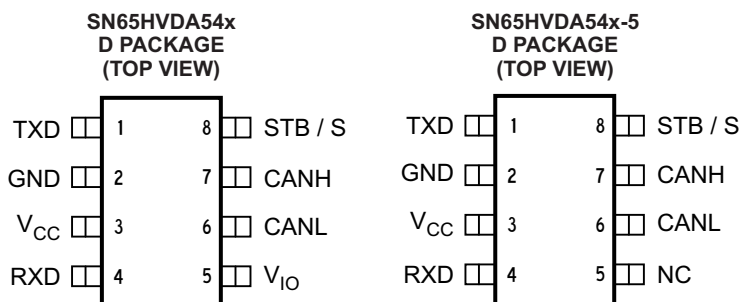 SN65HVDA54x
D PACKAGE
(TOP VIEW)
TXD 1 8 STB / S
GND 2 7 CANH
VCC 3 6 CANL
RXD 4 5 VIO
SN65HVDA54x-5
D PACKAGE
(TOP VIEW)
TXD 1 8 STB / S
GND 2 7 CANH
VCC 3 6 CANL
RXD 4 5 NC